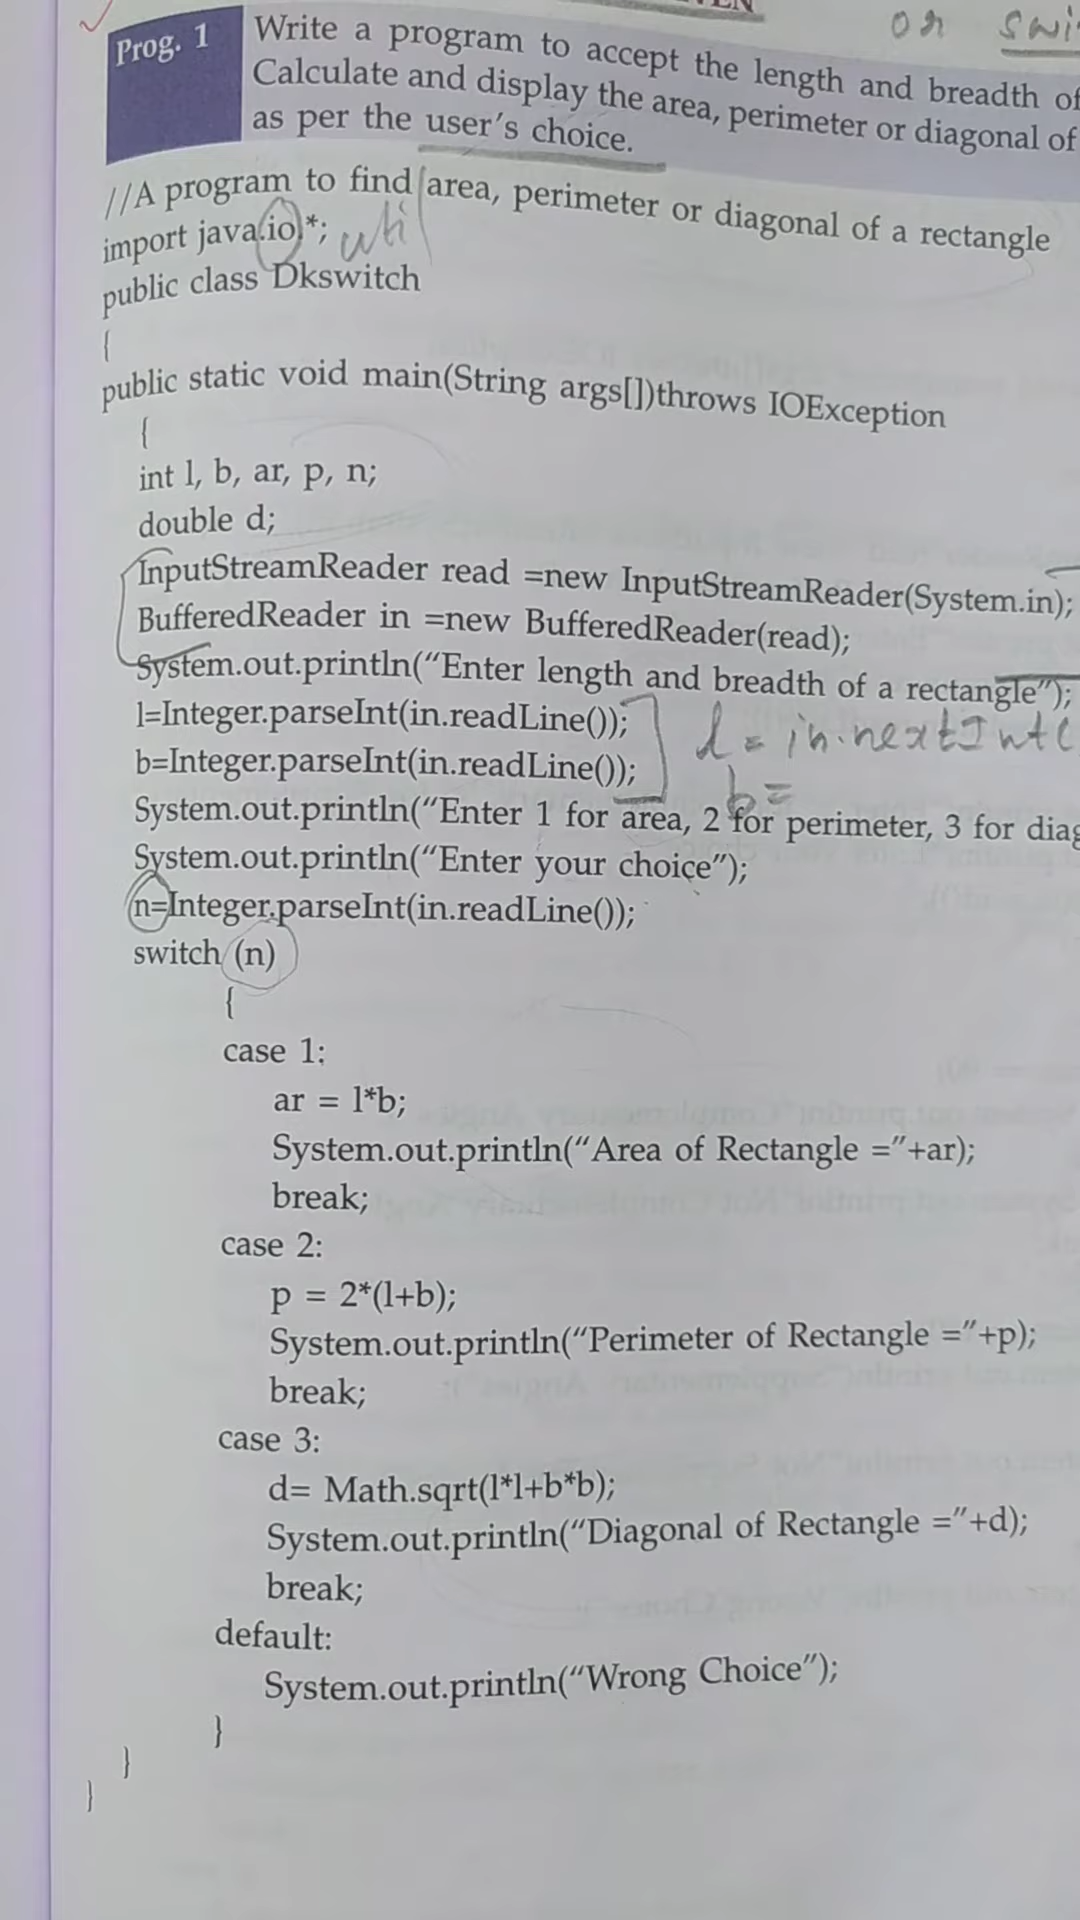 on swi
Prog. 1
Write a program to accept the length and breadth of
Calculate and display the area, perimeter or diagonal of
as per the user's choice.
//A program to find area, perimeter or diagonal of a rectangle
import java.io.*; uti
public class Dkswitch
{
public static void main(String args[])throws IOException
{
int l, b, ar, p, n;
double d;
InputStreamReader read =new InputStreamReader(System.in);
BufferedReader in =new BufferedReader(read);
System.out.println(“Enter length and breadth of a rectangle”);
l=Integer.parseInt(in.readLine()); l = in.nextInt(
b=Integer.parseInt(in.readLine()); b =
System.out.println(“Enter 1 for area, 2 for perimeter, 3 for diag
System.out.println(“Enter your choice”);
n=Integer.parseInt(in.readLine());
switch (n)
{
case 1:
ar = l*b;
System.out.println(“Area of Rectangle =”+ar);
break;
case 2:
p = 2*(l+b);
System.out.println(“Perimeter of Rectangle =”+p);
break;
case 3:
d= Math.sqrt(l*l+b*b);
System.out.println(“Diagonal of Rectangle =”+d);
break;
default:
System.out.println(“Wrong Choice”);
}
}
}